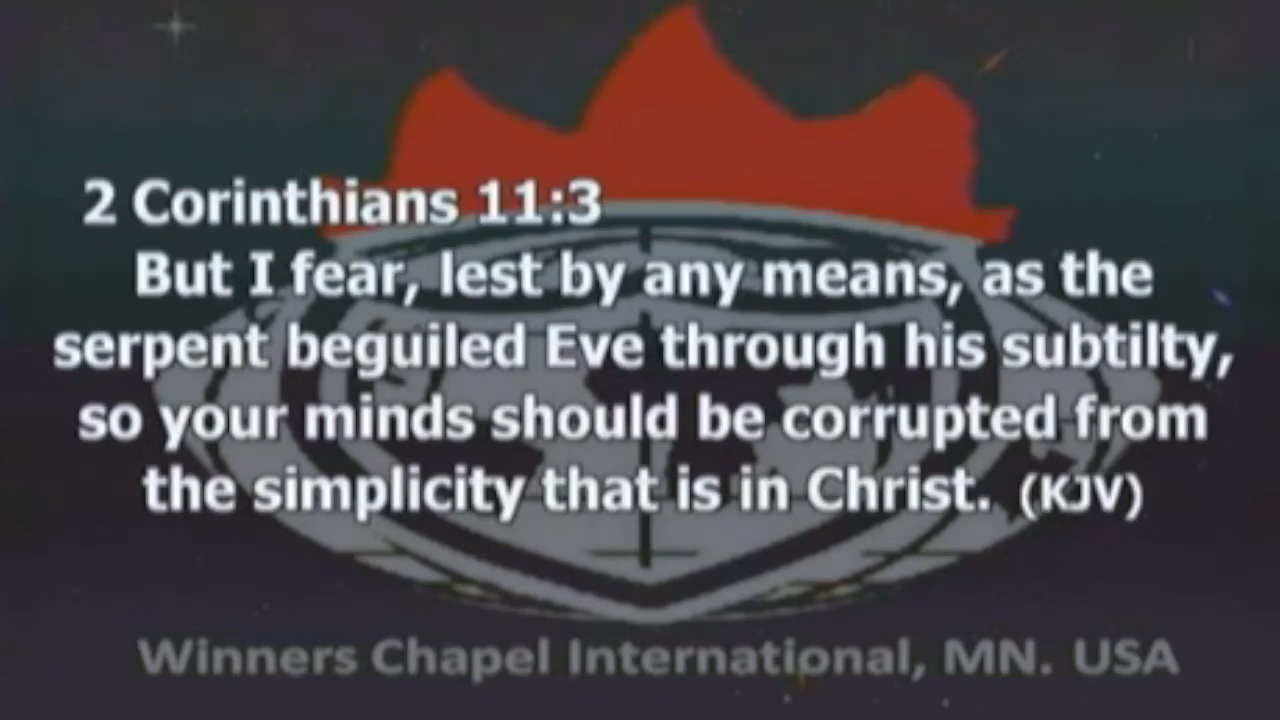 2 Corinthians 11:3
But I fear, lest by any means, as the
serpent beguiled Eve through his subtilty,
so your minds should be corrupted from
the simplicity that is in Christ. (KJV)
Winners Chapel International, MN. USA